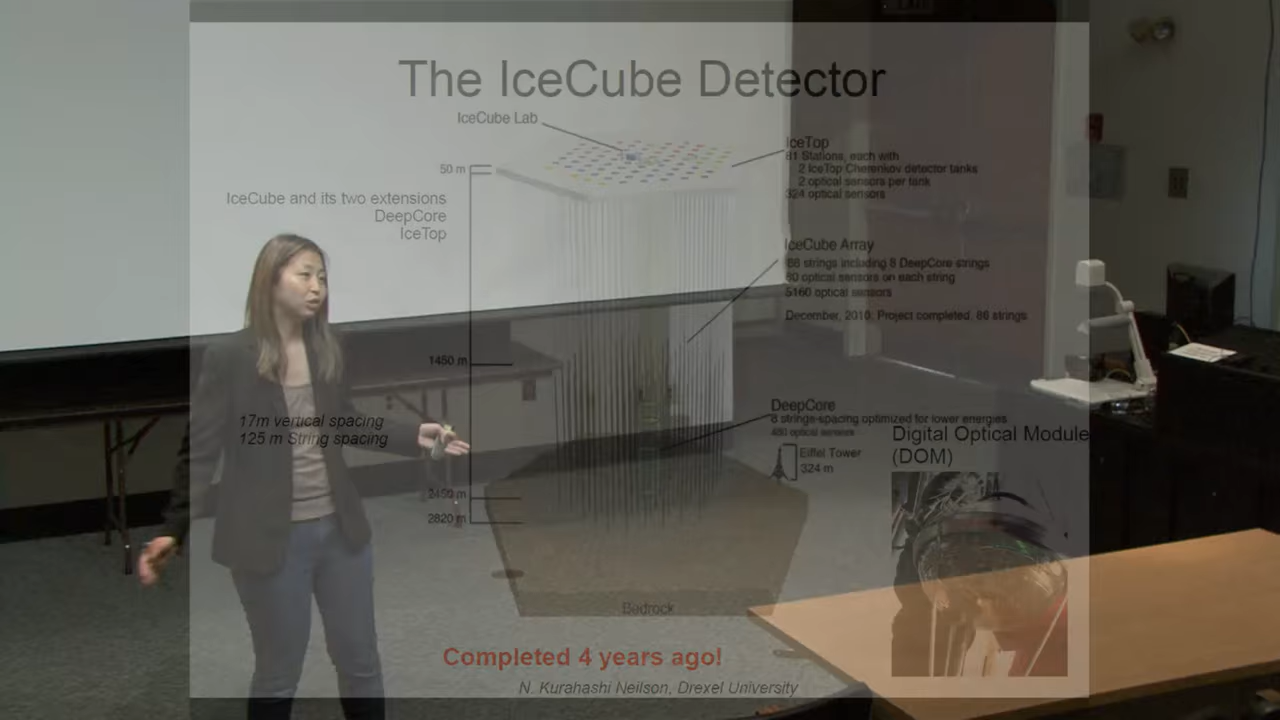 The IceCube Detector
IceCube Lab
50 m
IceCube and its two extensions
DeepCore
IceTop
IceTop
81 Stations, each with
2 IceTop Cherenkov detector tanks
2 optical sensors per tank
324 optical sensors
IceCube Array
86 strings including 8 DeepCore strings
60 optical sensors on each string
5160 optical sensors
December, 2010: Project completed, 86 strings
1450 m
DeepCore
8 strings-spacing optimized for lower energies
480 optical sensors
17m vertical spacing
125 m String spacing
Digital Optical Module
(DOM)
Eiffel Tower
324 m
2450 m
2820 m
Bedrock
Completed 4 years ago!
N. Kurahashi Neilson, Drexel University